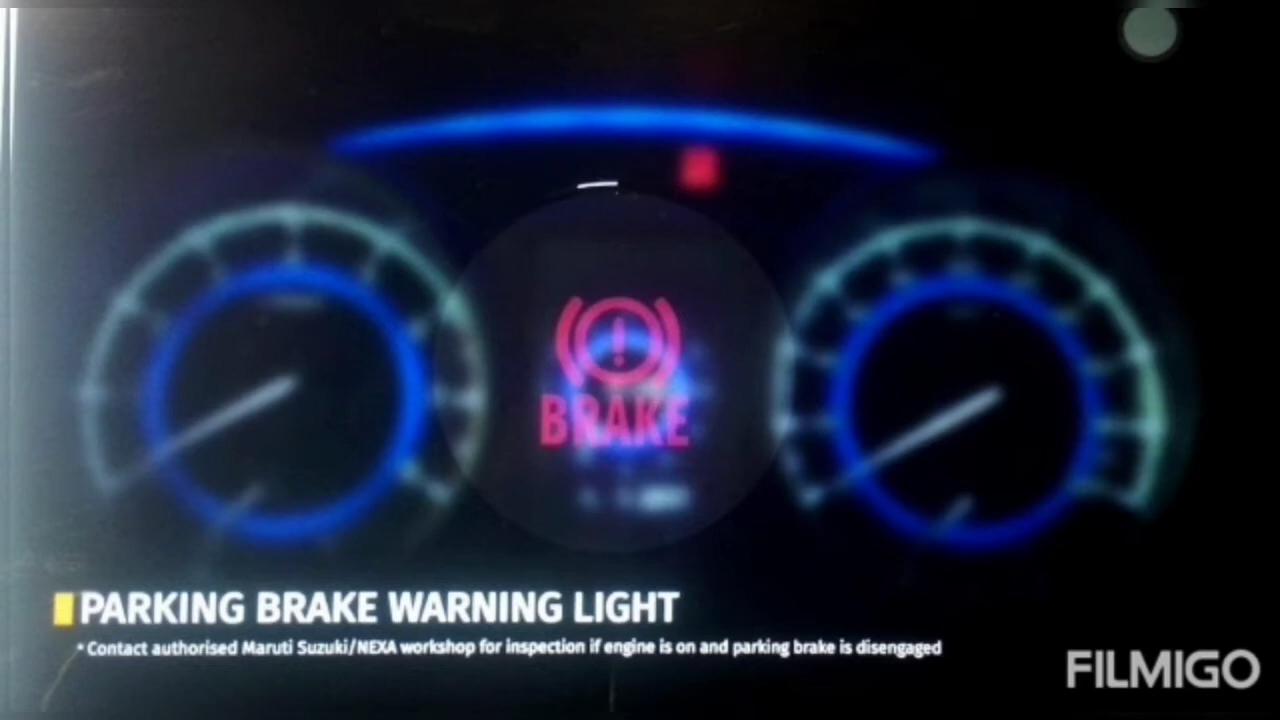 BRAKE
PARKING BRAKE WARNING LIGHT
* Contact authorised Maruti Suzuki/NEXA workshop for inspection if engine is on and parking brake is disengaged
FILMIGO